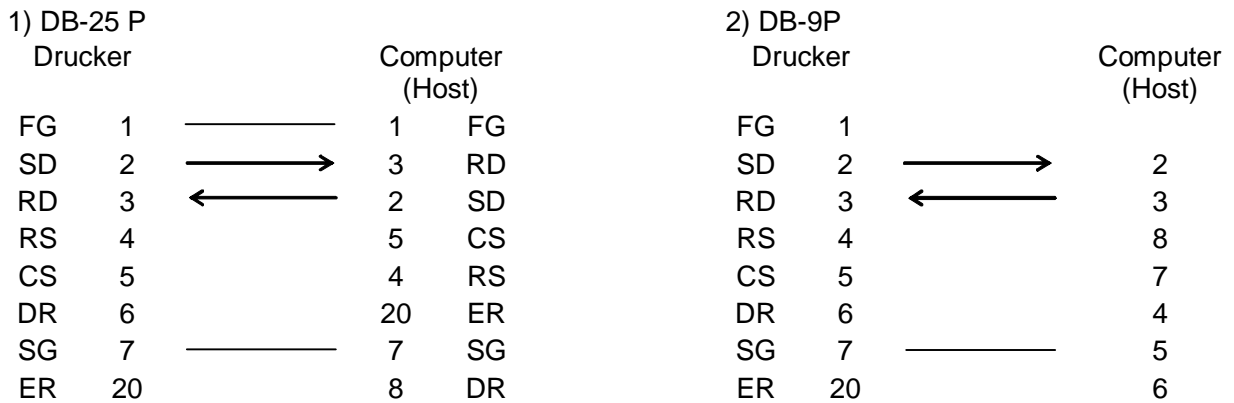 1) DB-25 P 2) DB-9P
Drucker Computer Drucker Computer
(Host) (Host)
FG 1 1 FG FG 1
SD 2 3 RD SD 2 2
RD 3 2 SD RD 3 3
RS 4 5 CS RS 4 8
CS 5 4 RS CS 5 7
DR 6 20 ER DR 6 4
SG 7 7 SG SG 7 5
ER 20 8 DR ER 20 6